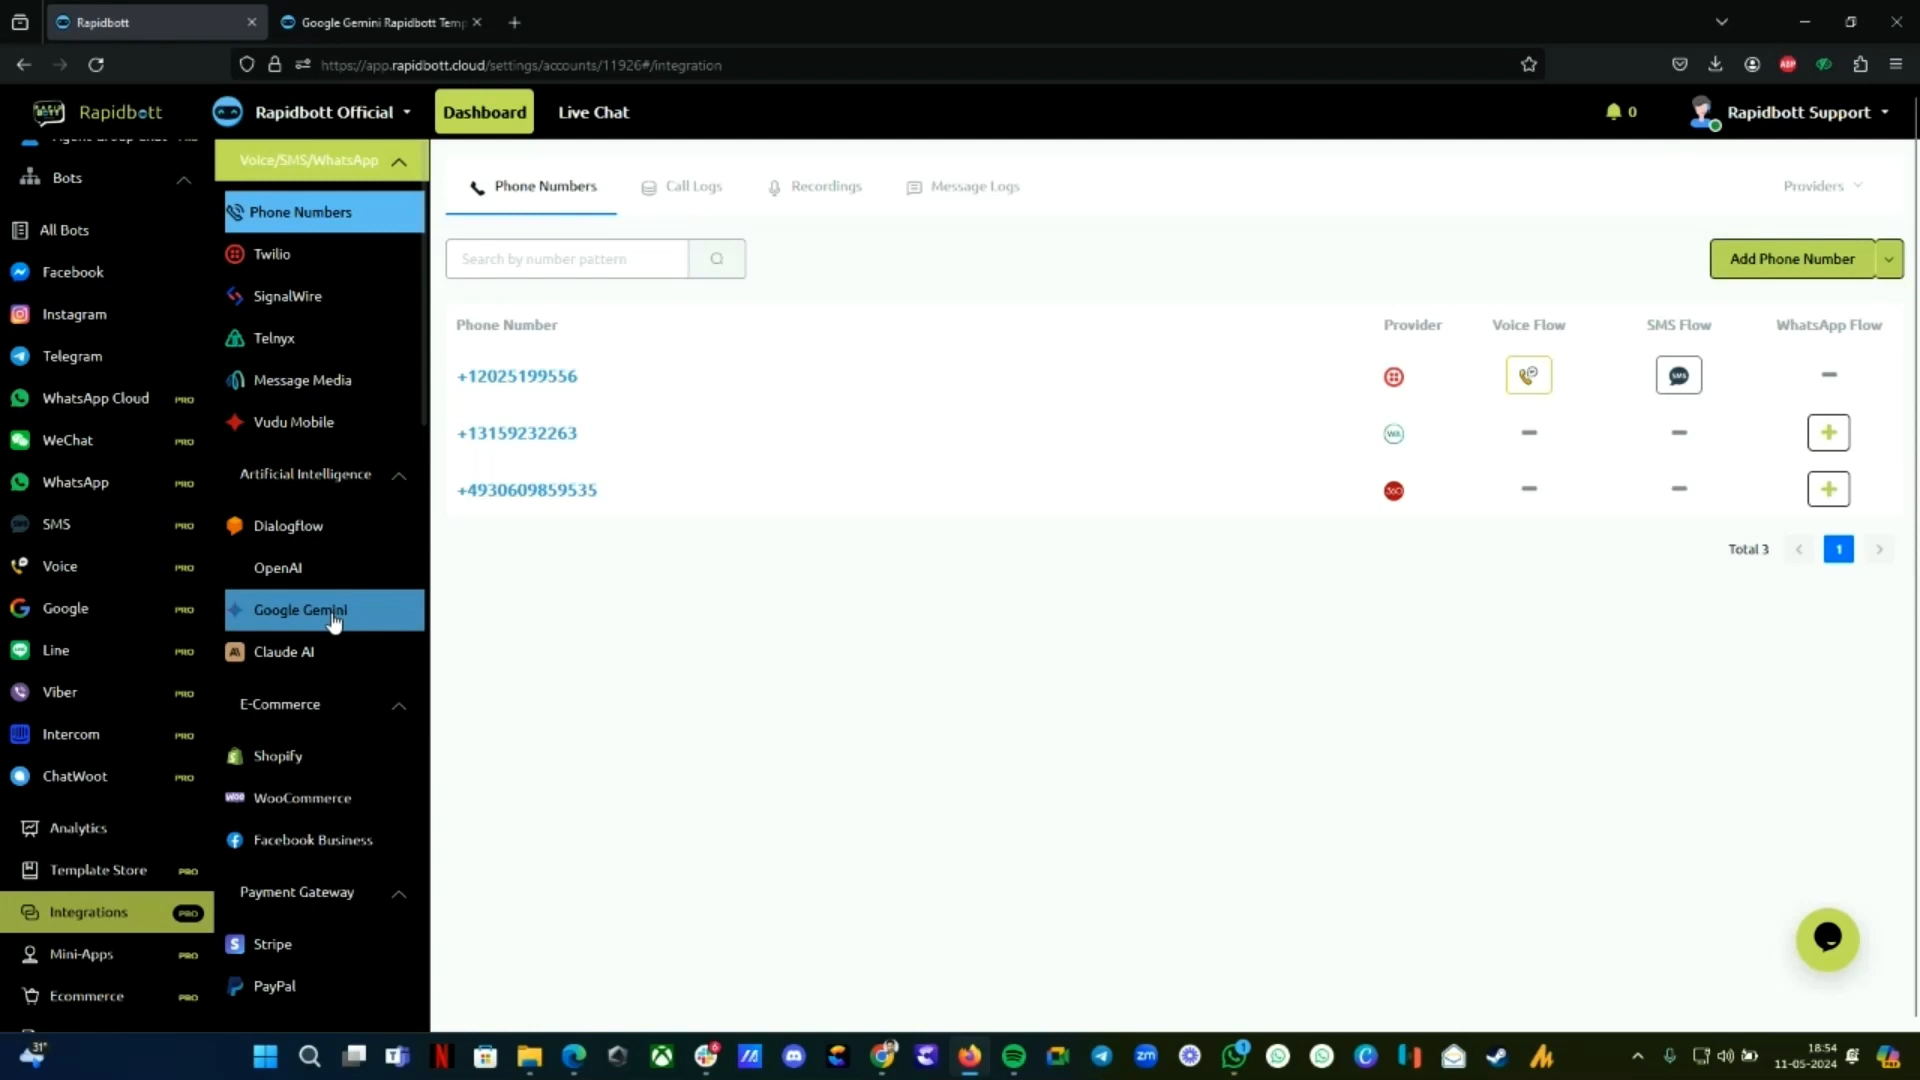 Rapidbott
Google Gemini Rapidbott Temp
https://app.rapidbott.cloud/settings/accounts/11926#/integration
ABP
Rapidbott
Rapidbott Official
Dashboard
Live Chat
0
Rapidbott Support
Bots
All Bots
Facebook
Instagram
Telegram
WhatsApp Cloud PRO
WeChat PRO
WhatsApp PRO
SMS PRO
Voice PRO
Google PRO
Line PRO
Viber PRO
Intercom PRO
ChatWoot PRO
Analytics
Template Store PRO
Integrations PRO
Mini-Apps PRO
Ecommerce PRO
Voice/SMS/WhatsApp
Phone Numbers
Twilio
SignalWire
Telnyx
Message Media
Vudu Mobile
Artificial Intelligence
Dialogflow
OpenAI
Google Gemini
Claude AI
E-Commerce
Shopify
WooCommerce
Facebook Business
Payment Gateway
Stripe
PayPal
Phone Numbers
Call Logs
Recordings
Message Logs
Providers
Search by number pattern
Add Phone Number
Phone Number Provider Voice Flow SMS Flow WhatsApp Flow
+12025199556
+13159232263
+4930609859535
Total 3
1
31°
18:54
11-05-2024